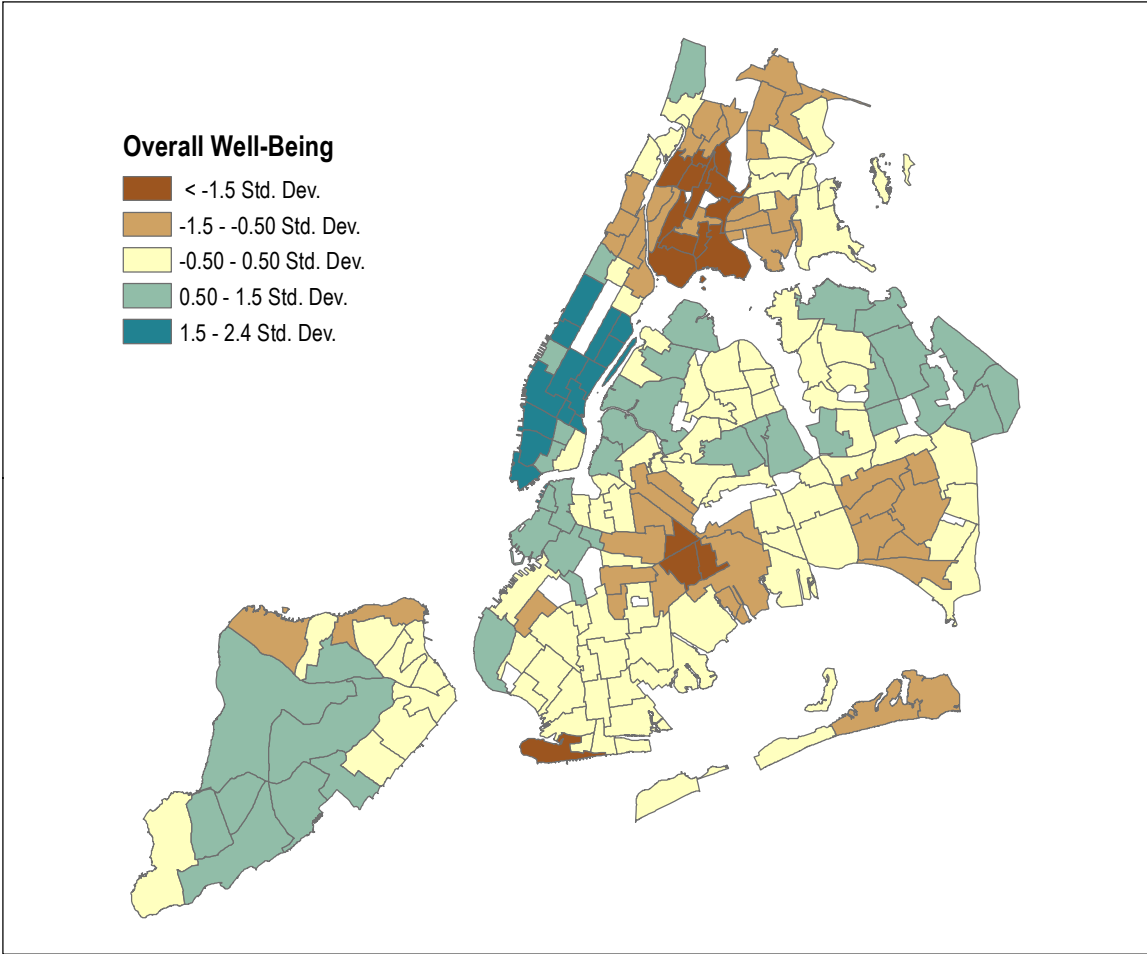 Overall Well-Being
< -1.5 Std. Dev.
-1.5 - -0.50 Std. Dev.
-0.50 - 0.50 Std. Dev.
0.50 - 1.5 Std. Dev.
1.5 - 2.4 Std. Dev.